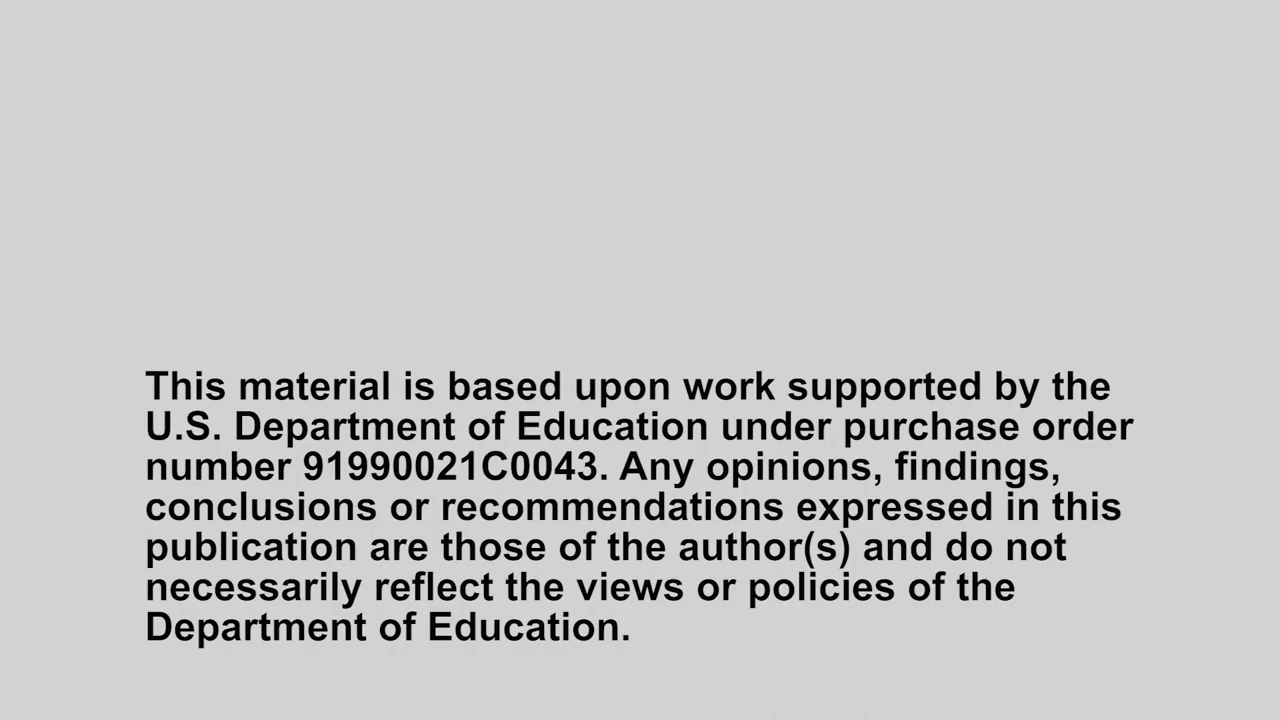 This material is based upon work supported by the
U.S. Department of Education under purchase order
number 91990021C0043. Any opinions, findings,
conclusions or recommendations expressed in this
publication are those of the author(s) and do not
necessarily reflect the views or policies of the
Department of Education.